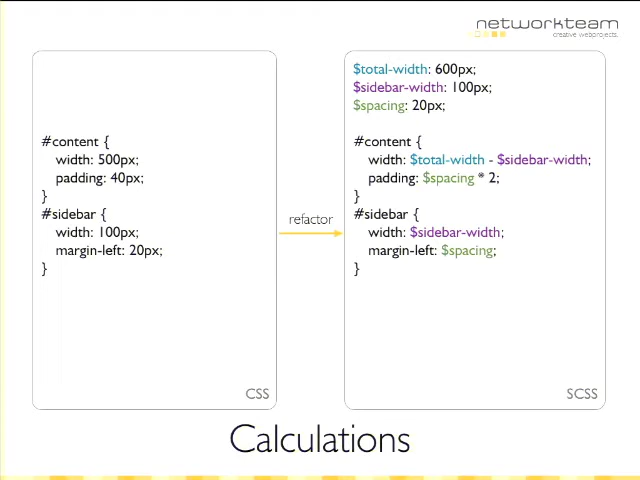 networkteam
creative webprojects.
#content {
width: 500px;
padding: 40px;
}
#sidebar {
width: 100px;
margin-left: 20px;
}
CSS
refactor
$total-width: 600px;
$sidebar-width: 100px;
$spacing: 20px;
#content {
width: $total-width - $sidebar-width;
padding: $spacing * 2;
}
#sidebar {
width: $sidebar-width;
margin-left: $spacing;
}
SCSS
Calculations